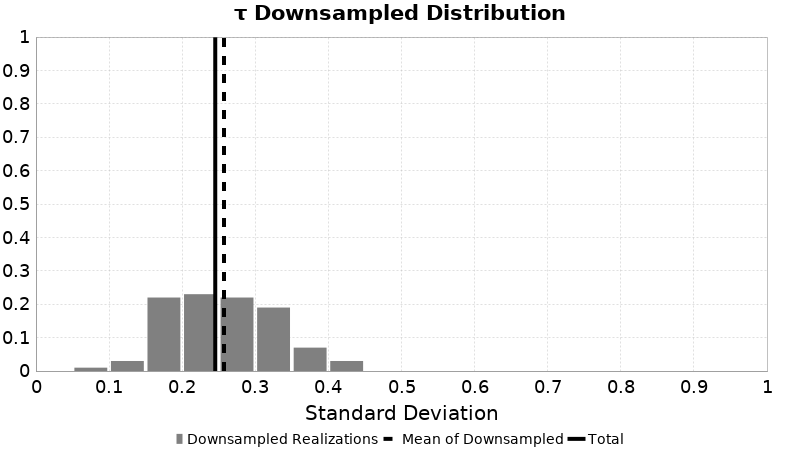 τ Downsampled Distribution
1
0.9
0.8
0.7
0.6
0.5
0.4
0.3
0.2
0.1
0
0 0.1 0.2 0.3 0.4 0.5 0.6 0.7 0.8 0.9 1
Standard Deviation
Downsampled Realizations Mean of Downsampled Total